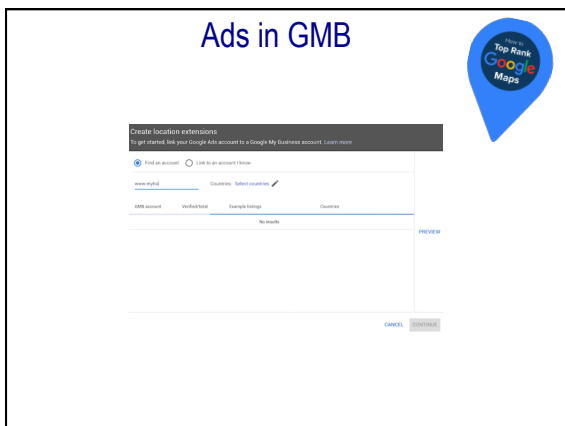 Ads in GMB
How to
Top Rank
Google
Maps
Create location extensions
To get started, link your Google Ads account to a Google My Business account. Learn more
Find an account Link to an account I know
www.myho Countries: Select countries
GMB account Verified/total Example listings Countries
No results
PREVIEW
CANCEL CONTINUE